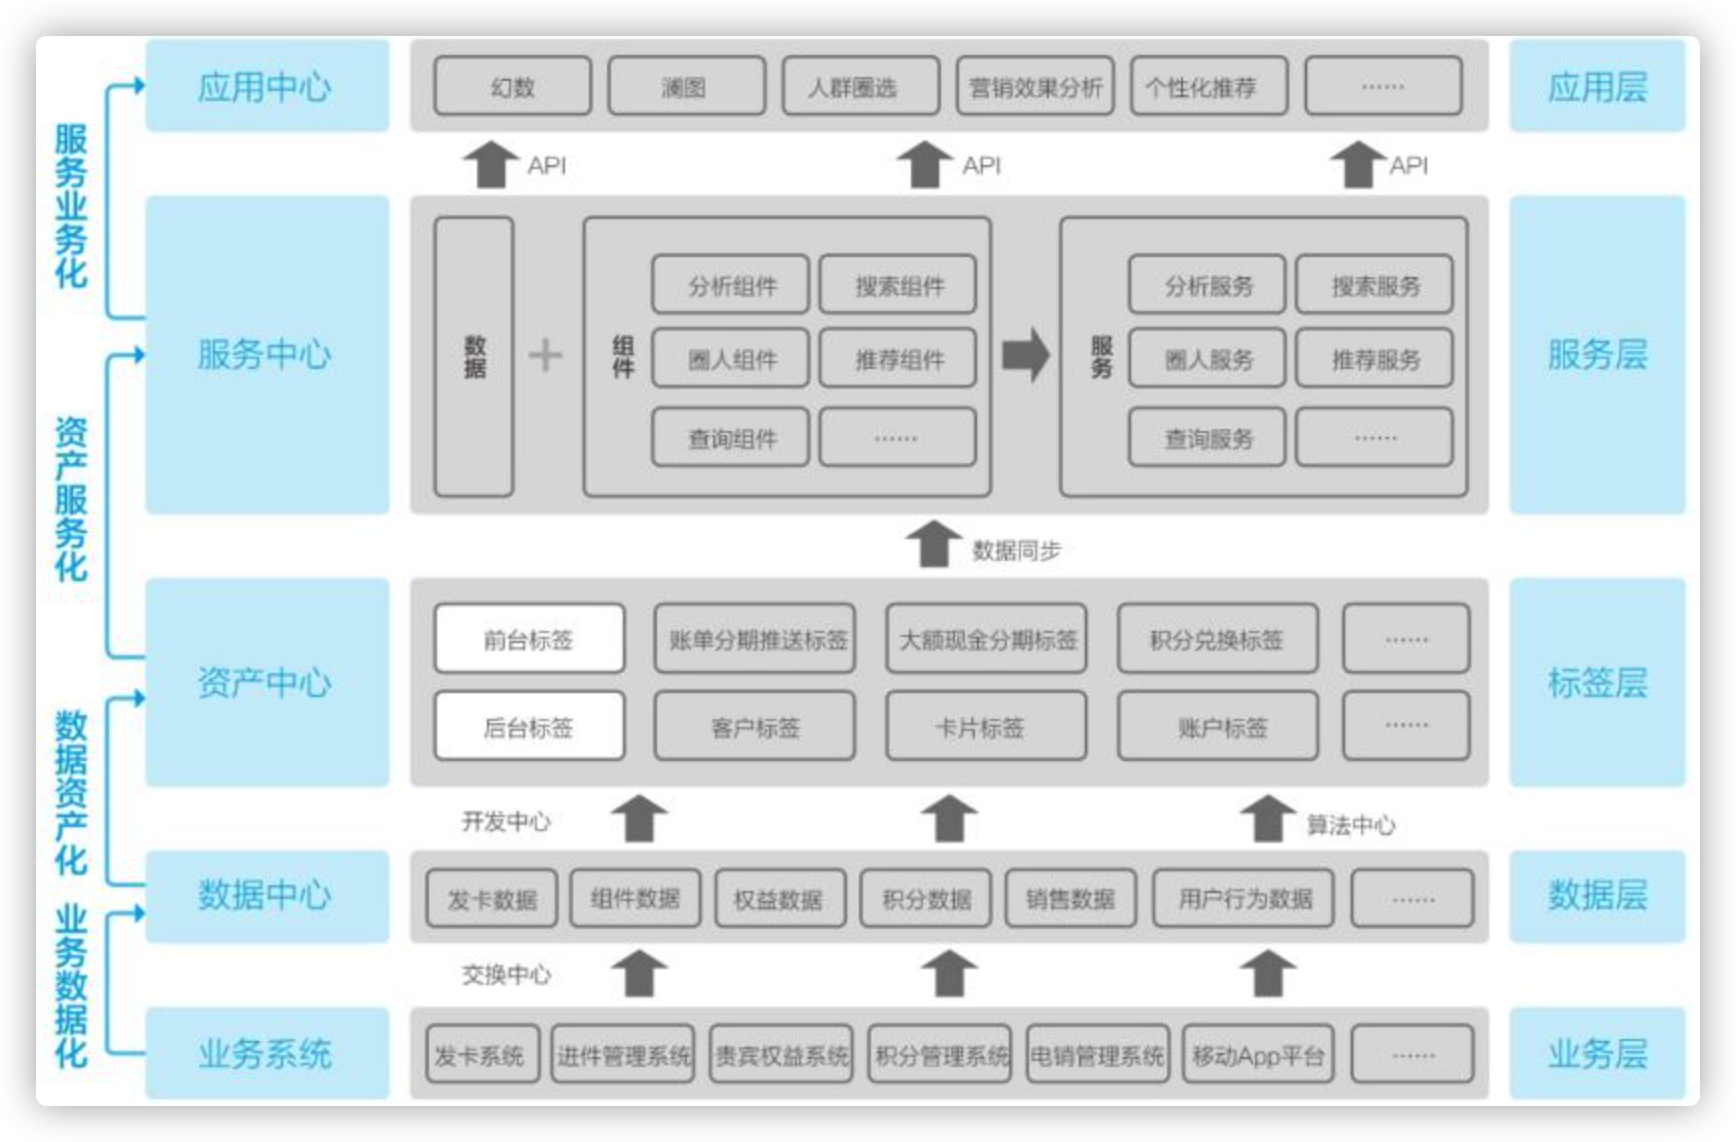 应用中心
幻数
澜图
人群圈选
营销效果分析
个性化推荐
……
应用层
服务业务化
API
API
API
服务中心
数据
+
组件
分析组件
搜索组件
圈人组件
推荐组件
查询组件
……
服务
分析服务
搜索服务
圈人服务
推荐服务
查询服务
……
服务层
资产服务化
数据同步
资产中心
前台标签
账单分期推送标签
大额现金分期标签
积分兑换标签
……
后台标签
客户标签
卡片标签
账户标签
……
标签层
数据资产化
开发中心
算法中心
数据中心
发卡数据
组件数据
权益数据
积分数据
销售数据
用户行为数据
……
数据层
业务数据化
交换中心
业务系统
发卡系统
进件管理系统
贵宾权益系统
积分管理系统
电销管理系统
移动App平台
……
业务层